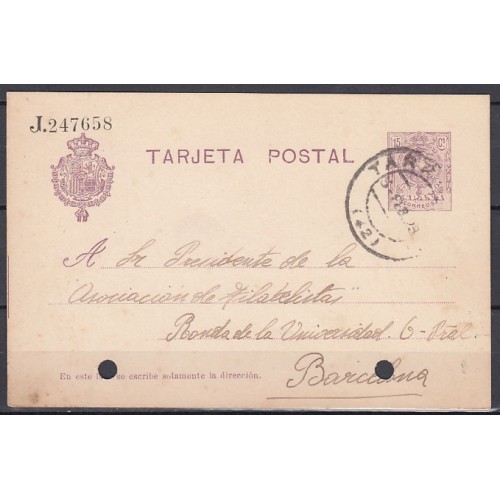 J.247658
TARJETA POSTAL
15 Cs
CORREOS
(42)
A Sr Presidente de la
Asociación de Filatelistas
Ronda de la Universidad. 6-Pral.
En este se escribe solamente la dirección.
Barcelona